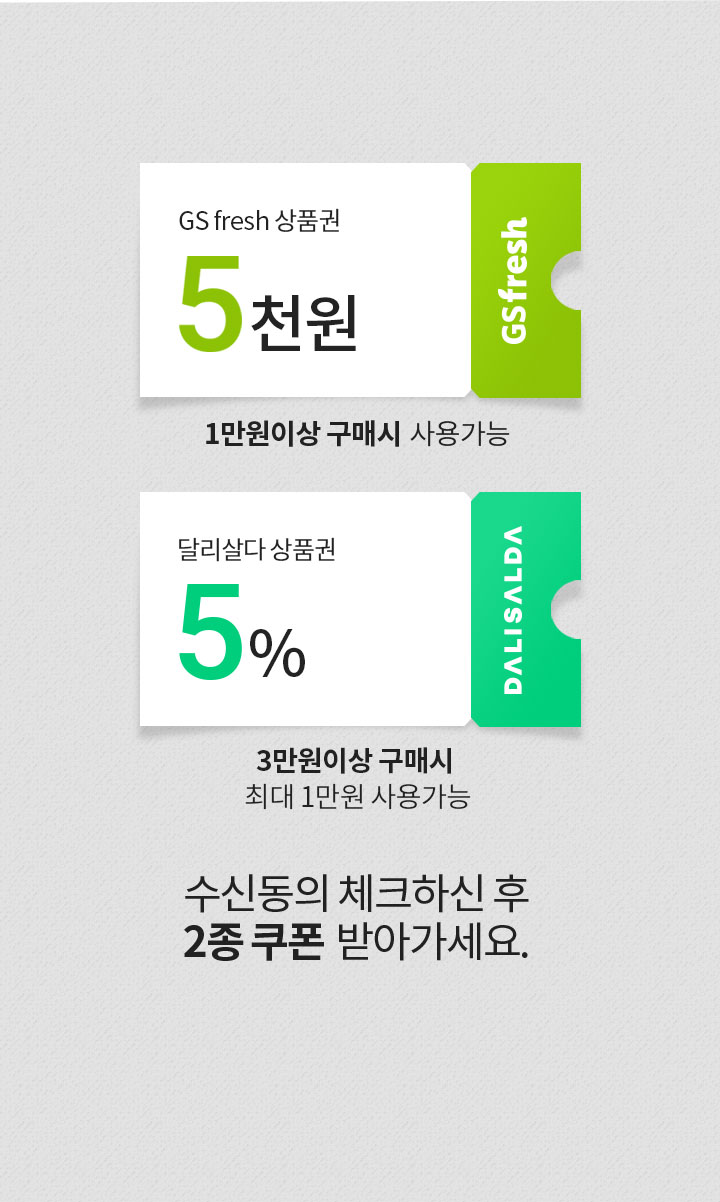 GS fresh 상품권
5천원
GS fresh
1만원이상 구매시 사용가능
달리살다 상품권
5%
DALISALDA
3만원이상 구매시
최대 1만원 사용가능
수신동의 체크하신 후
2종 쿠폰 받아가세요.